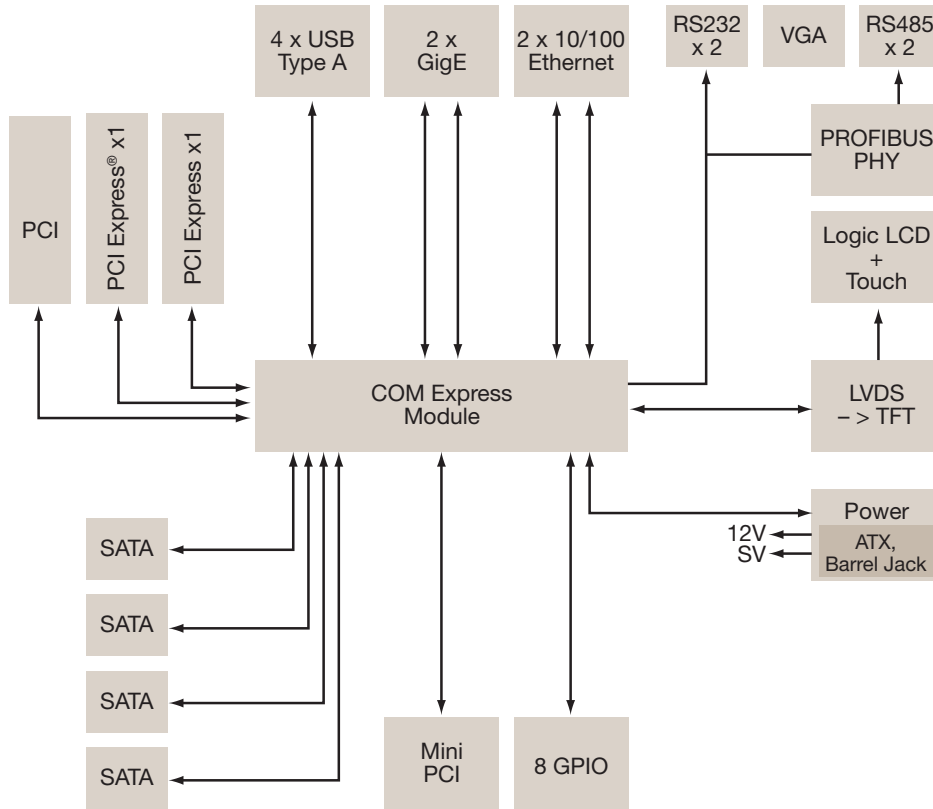 4 x USB
Type A
2 x
GigE
2 x 10/100
Ethernet
RS232
x 2
VGA
RS485
x 2
PCI
PCI Express® x1
PCI Express x1
PROFIBUS
PHY
Logic LCD
+
Touch
COM Express
Module
LVDS
– > TFT
Power
12V
SV
ATX,
Barrel Jack
SATA
SATA
SATA
SATA
Mini
PCI
8 GPIO